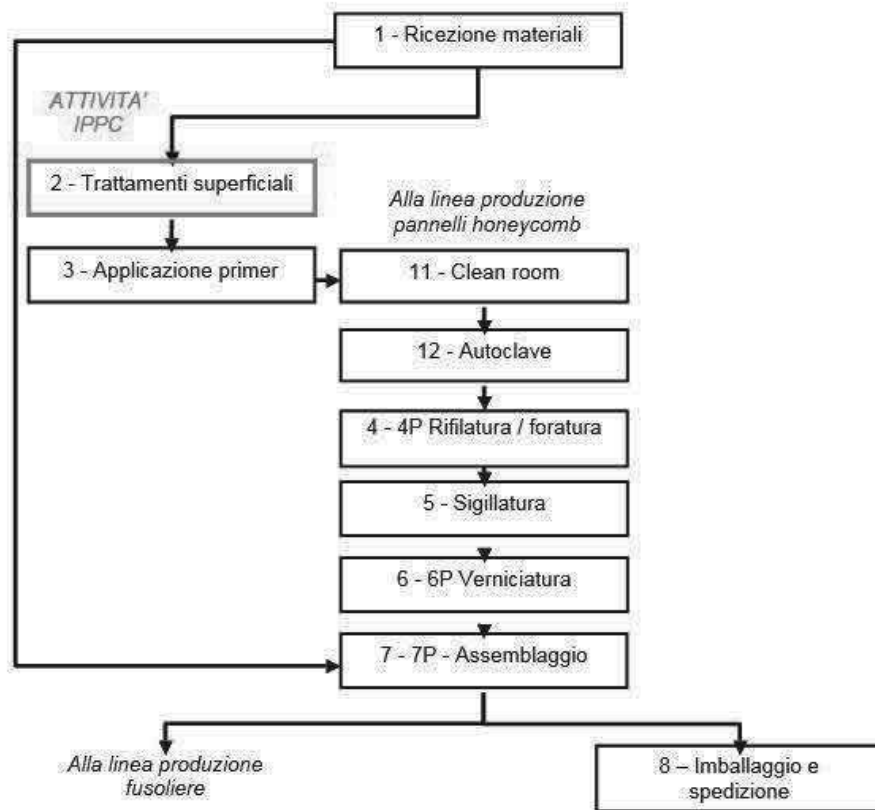 1 - Ricezione materiali
ATTIVITA'
IPPC
2 - Trattamenti superficiali
Alla linea produzione
pannelli honeycomb
3 - Applicazione primer
11 - Clean room
12 - Autoclave
4 - 4P Rifilatura / foratura
5 - Sigillatura
6 - 6P Verniciatura
7 - 7P - Assemblaggio
Alla linea produzione
fusoliere
8 – Imballaggio e
spedizione